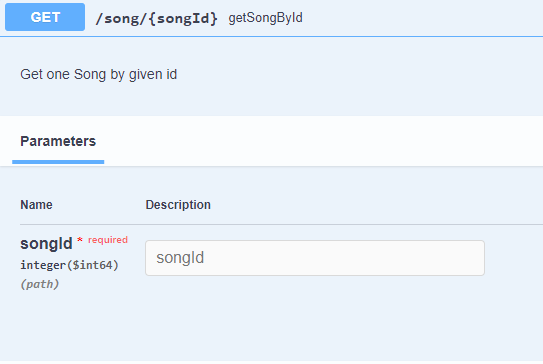 GET /song/{songId} getSongById
Get one Song by given id
Parameters
Name Description
songId * required
integer($int64)
(path)
songId